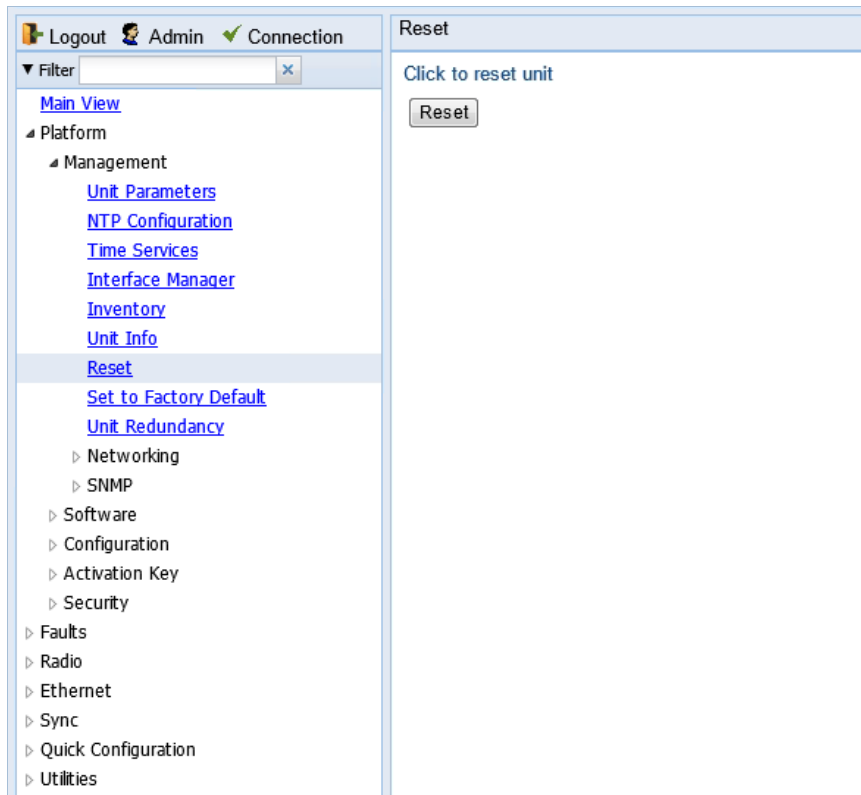 Logout Admin Connection
Filter
Main View
Platform
Management
Unit Parameters
NTP Configuration
Time Services
Interface Manager
Inventory
Unit Info
Reset
Set to Factory Default
Unit Redundancy
Networking
SNMP
Software
Configuration
Activation Key
Security
Faults
Radio
Ethernet
Sync
Quick Configuration
Utilities
Reset
Click to reset unit
Reset